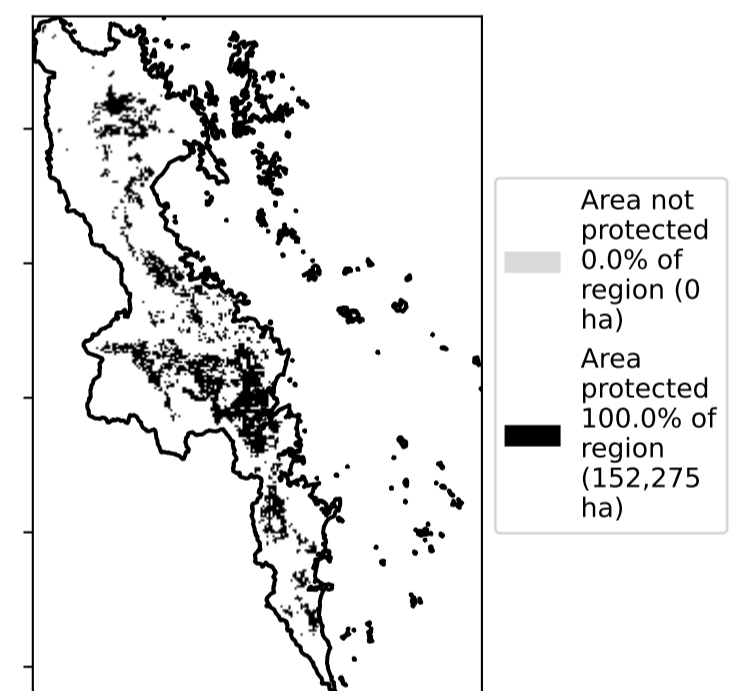 Area not
protected
0.0% of
region (0
ha)
Area
protected
100.0% of
region
(152,275
ha)